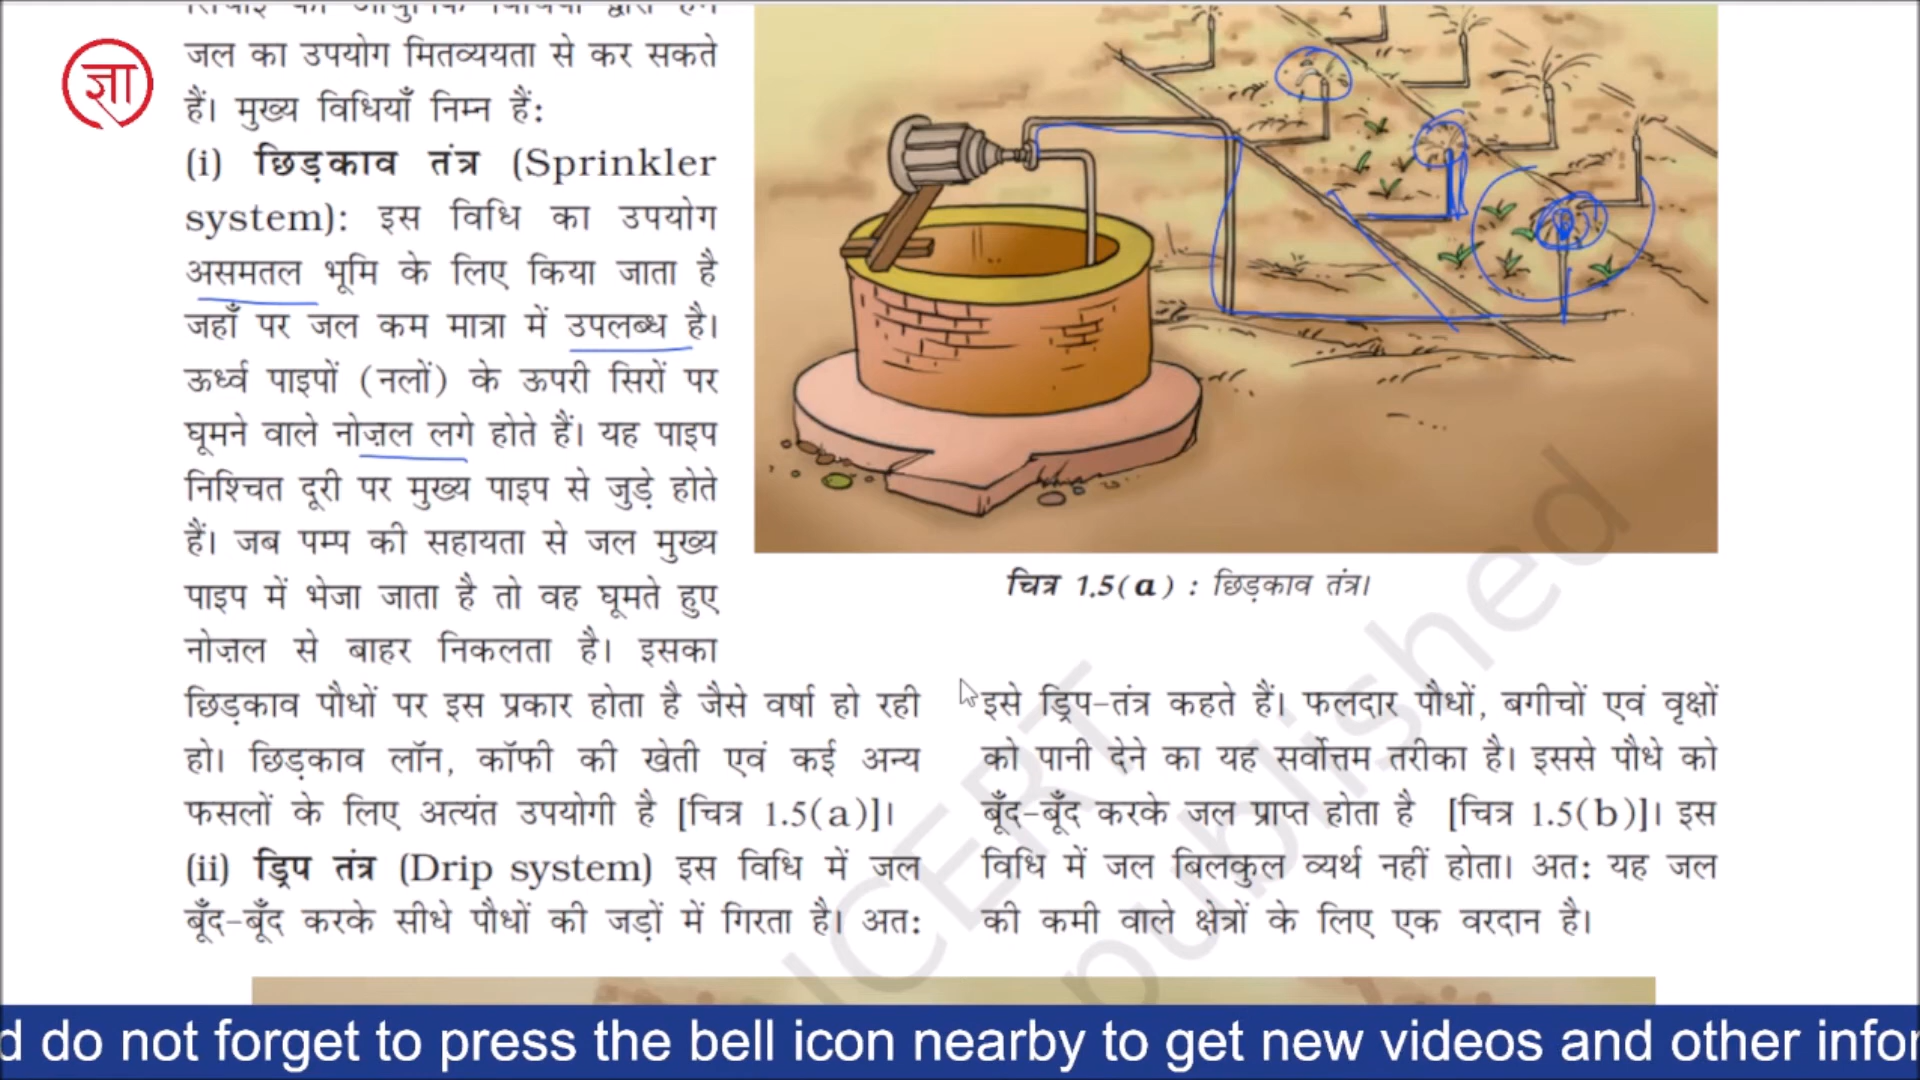 ज्ञा
जल का उपयोग मितव्ययता से कर सकते
हैं। मुख्य विधियाँ निम्न हैं:
(i) छिड़काव तंत्र (Sprinkler
system): इस विधि का उपयोग
असमतल भूमि के लिए किया जाता है
जहाँ पर जल कम मात्रा में उपलब्ध है।
ऊर्ध्व पाइपों (नलों) के ऊपरी सिरों पर
घूमने वाले नोज़ल लगे होते हैं। यह पाइप
निश्चित दूरी पर मुख्य पाइप से जुड़े होते
हैं। जब पम्प की सहायता से जल मुख्य
पाइप में भेजा जाता है तो वह घूमते हुए
नोज़ल से बाहर निकलता है। इसका
छिड़काव पौधों पर इस प्रकार होता है जैसे वर्षा हो रही
हो। छिड़काव लॉन, कॉफी की खेती एवं कई अन्य
फसलों के लिए अत्यंत उपयोगी है [चित्र 1.5(a)]।
(ii) ड्रिप तंत्र (Drip system) इस विधि में जल
बूँद-बूँद करके सीधे पौधों की जड़ों में गिरता है। अत:
चित्र 1.5(a) : छिड़काव तंत्र।
इसे ड्रिप-तंत्र कहते हैं। फलदार पौधों, बगीचों एवं वृक्षों
को पानी देने का यह सर्वोत्तम तरीका है। इससे पौधे को
बूँद-बूँद करके जल प्राप्त होता है [चित्र 1.5(b)]। इस
विधि में जल बिलकुल व्यर्थ नहीं होता। अत: यह जल
की कमी वाले क्षेत्रों के लिए एक वरदान है।
NCERT
published
d do not forget to press the bell icon nearby to get new videos and other infor